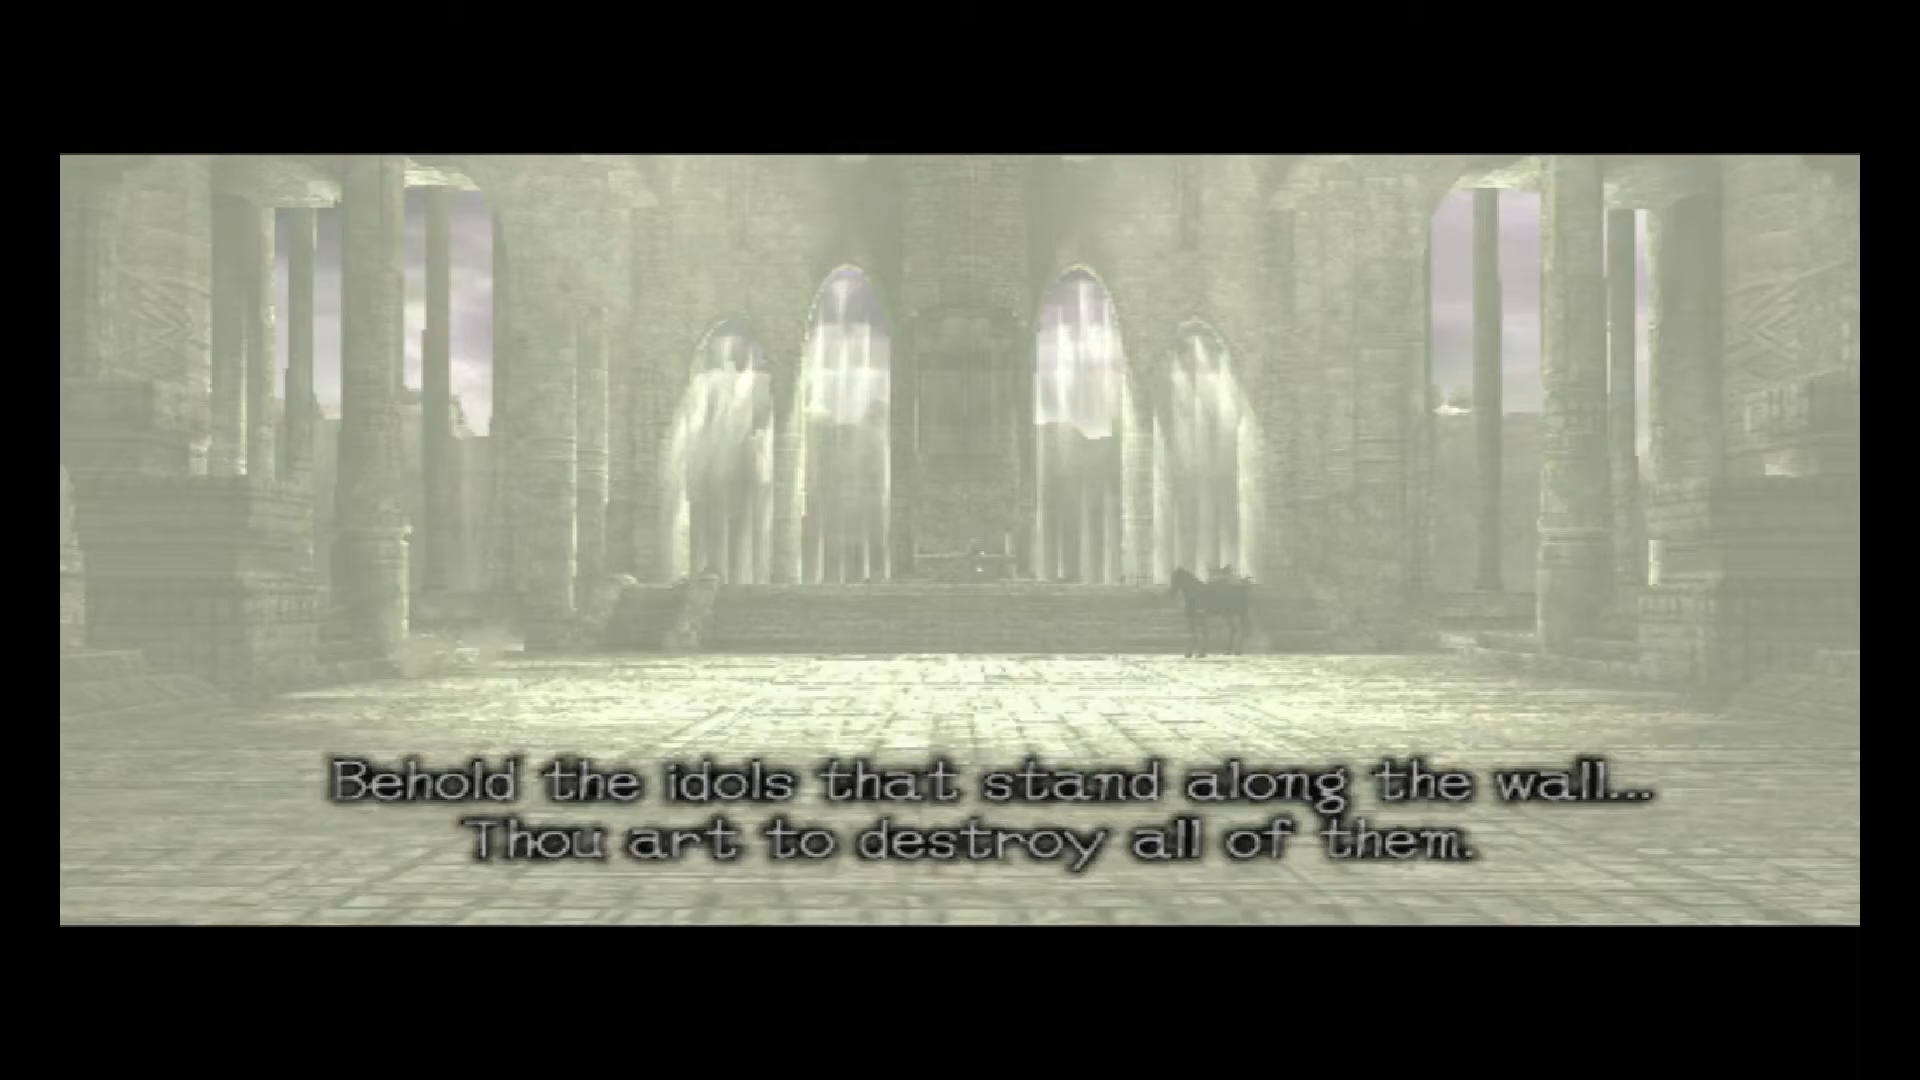 Behold the idols that stand along the wall...
Thou art to destroy all of them.